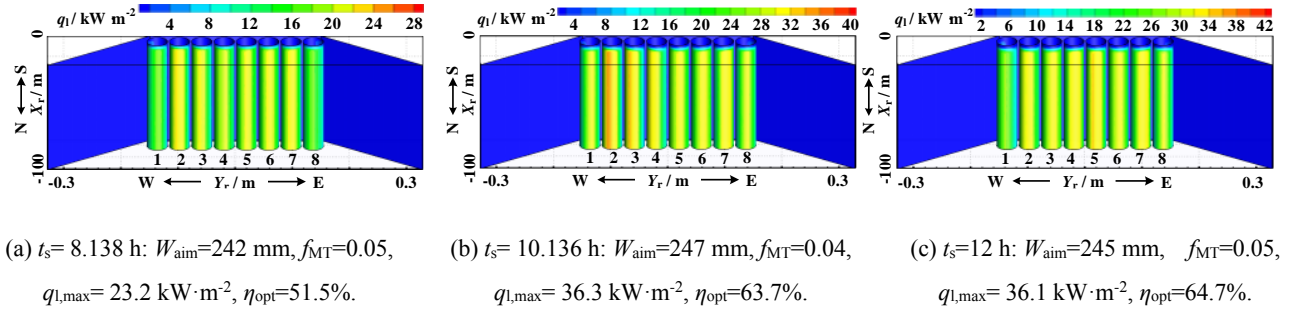 ql/ kW m-2 4 8 12 16 20 24 28
0
N ⟷ S
Xr/ m
-100
1 2 3 4 5 6 7 8
-0.3 W ⟵ Yr / m ⟶ E 0.3
ql/ kW m-2 4 8 12 16 20 24 28 32 36 40
0
N ⟷ S
Xr/ m
-100
1 2 3 4 5 6 7 8
-0.3 W ⟵ Yr / m ⟶ E 0.3
ql/ kW m-2 2 6 10 14 18 22 26 30 34 38 42
0
N ⟷ S
Xr/ m
-100
1 2 3 4 5 6 7 8
-0.3 W ⟵ Yr / m ⟶ E 0.3
(a) ts= 8.138 h: Waim=242 mm, fMT=0.05,
ql,max= 23.2 kW·m-2, ηopt=51.5%.
(b) ts= 10.136 h: Waim=247 mm, fMT=0.04,
ql,max= 36.3 kW·m-2, ηopt=63.7%.
(c) ts=12 h: Waim=245 mm, fMT=0.05,
ql,max= 36.1 kW·m-2, ηopt=64.7%.